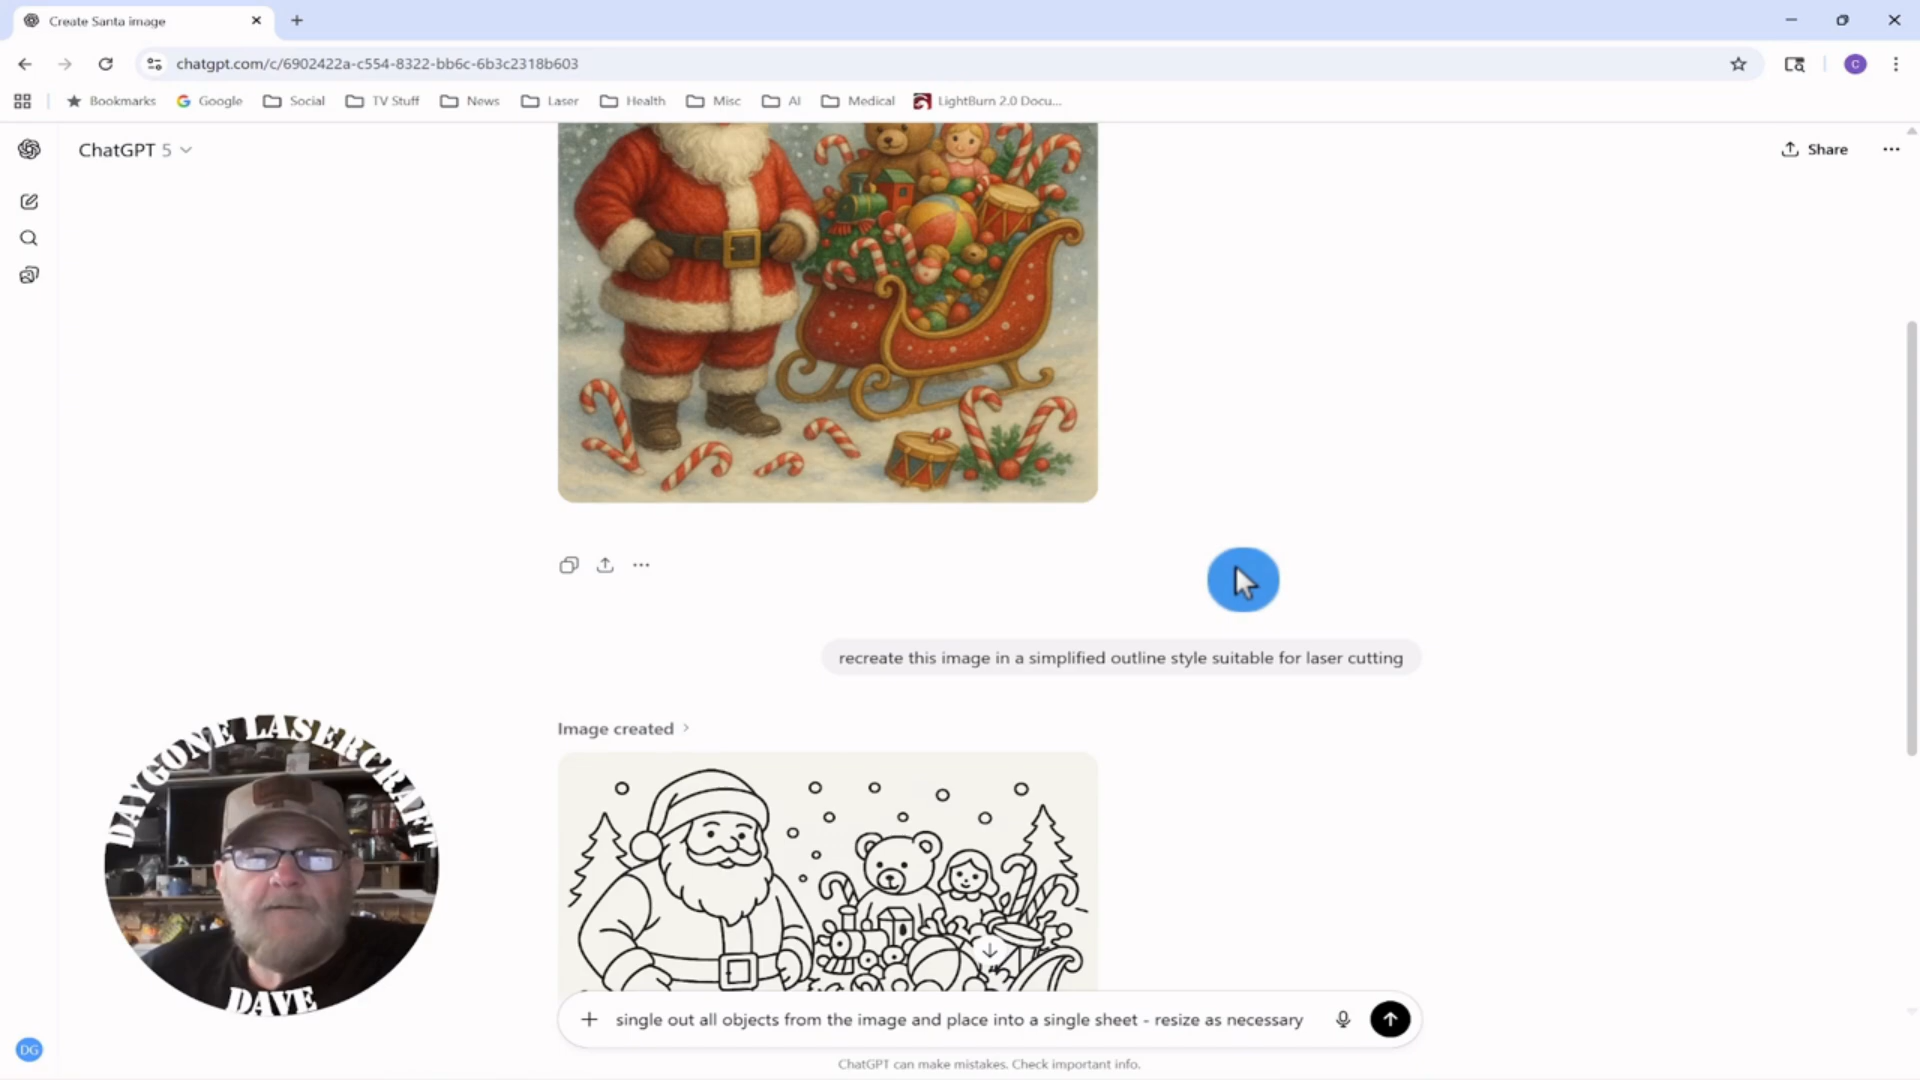 Create Santa image
chatgpt.com/c/6902422a-c554-8322-bb6c-6b3c2318b603
C
Bookmarks
Google
Social
TV Stuff
News
Laser
Health
Misc
AI
Medical
LightBurn 2.0 Docu...
ChatGPT 5
Share
recreate this image in a simplified outline style suitable for laser cutting
Image created
DAYGONE LASERCRAFT
DAVE
single out all objects from the image and place into a single sheet - resize as necessary
DG
ChatGPT can make mistakes. Check important info.